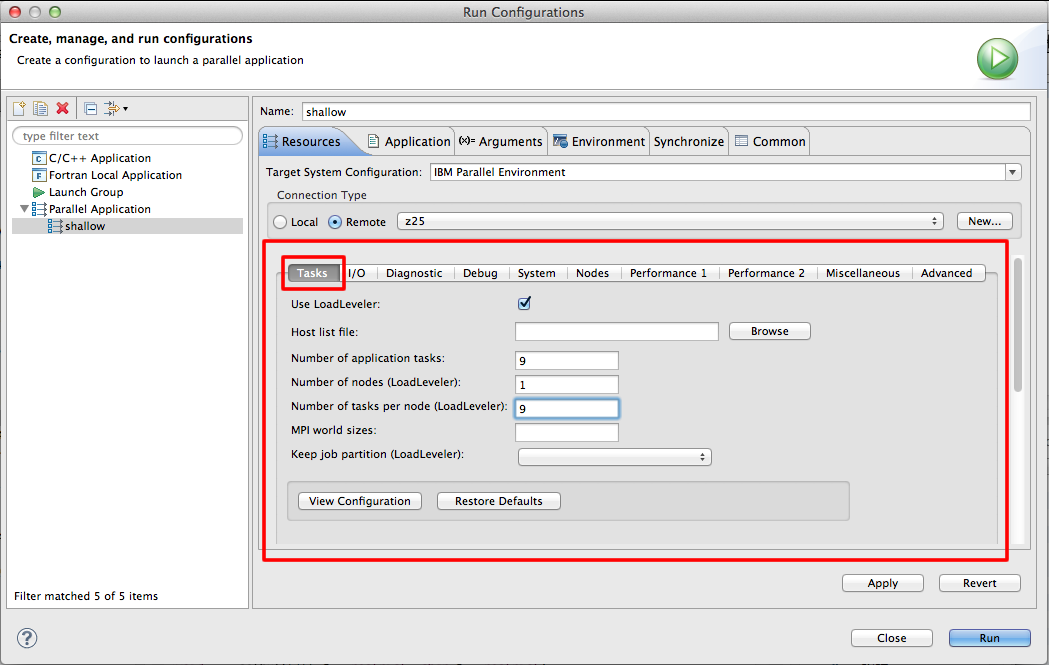 Run Configurations
Create, manage, and run configurations
Create a configuration to launch a parallel application
type filter text
C/C++ Application
Fortran Local Application
Launch Group
Parallel Application
shallow
Filter matched 5 of 5 items
Name: shallow
Resources Application (x)= Arguments Environment Synchronize Common
Target System Configuration: IBM Parallel Environment
Connection Type
Local Remote z25 New...
Tasks I/O Diagnostic Debug System Nodes Performance 1 Performance 2 Miscellaneous Advanced
Use LoadLeveler:
Host list file: Browse
Number of application tasks: 9
Number of nodes (LoadLeveler): 1
Number of tasks per node (LoadLeveler): 9
MPI world sizes:
Keep job partition (LoadLeveler):
View Configuration Restore Defaults
Apply Revert
? Close Run